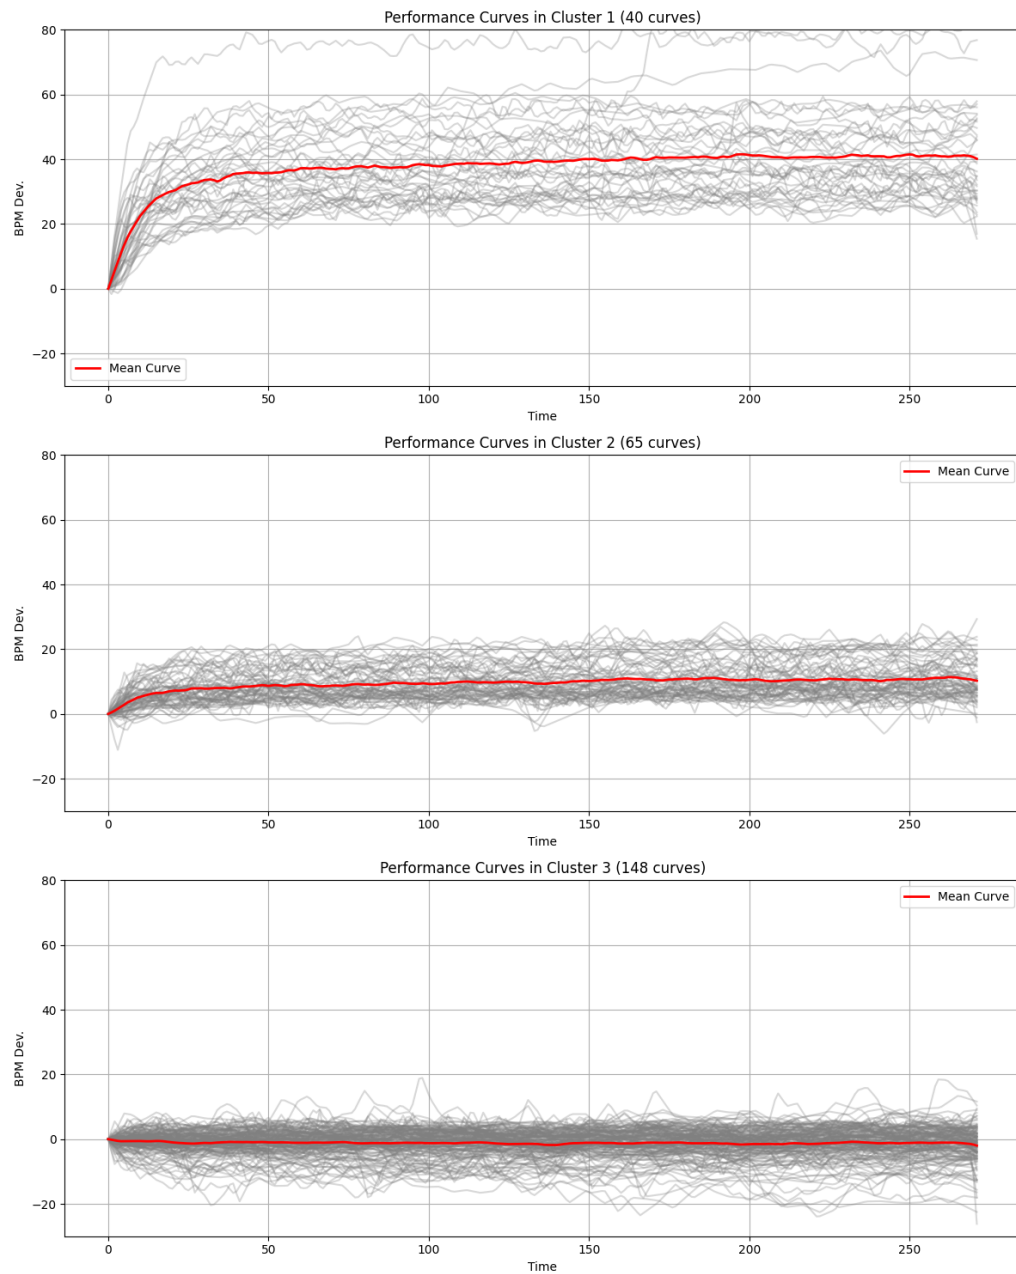 Performance Curves in Cluster 1 (40 curves)
80
60
40
20
0
−20
BPM Dev.
Mean Curve
0 50 100 150 200 250
Time
Performance Curves in Cluster 2 (65 curves)
80
60
40
20
0
−20
BPM Dev.
Mean Curve
0 50 100 150 200 250
Time
Performance Curves in Cluster 3 (148 curves)
80
60
40
20
0
−20
BPM Dev.
Mean Curve
0 50 100 150 200 250
Time